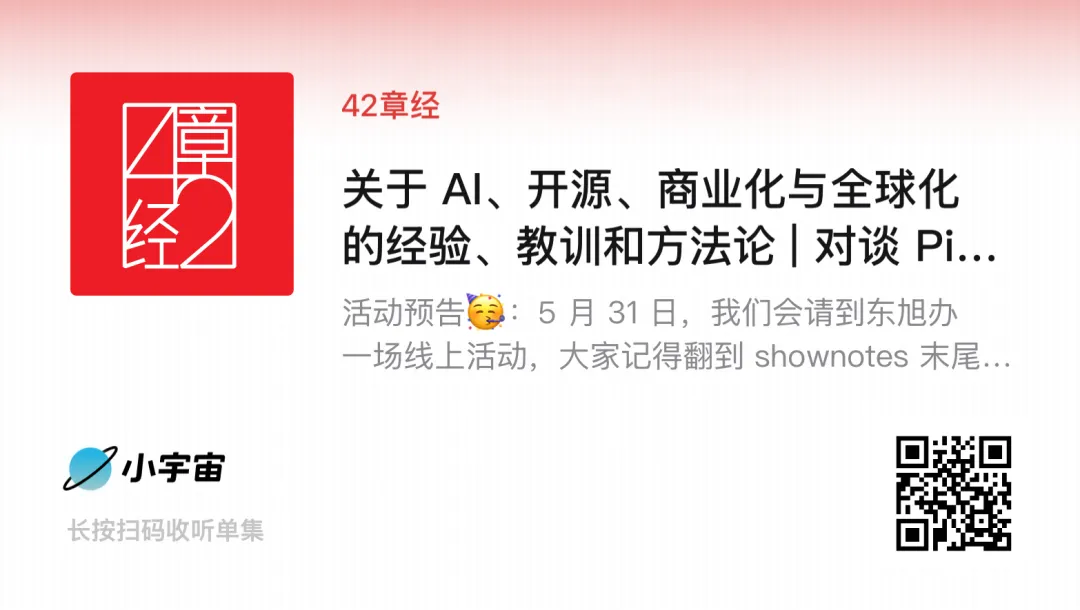 42章经
42章经
关于 AI、开源、商业化与全球化
的经验、教训和方法论 | 对谈 Pi...
活动预告🥳：5 月 31 日，我们会请到东旭办
一场线上活动，大家记得翻到 shownotes 末尾...
小宇宙
长按扫码收听单集